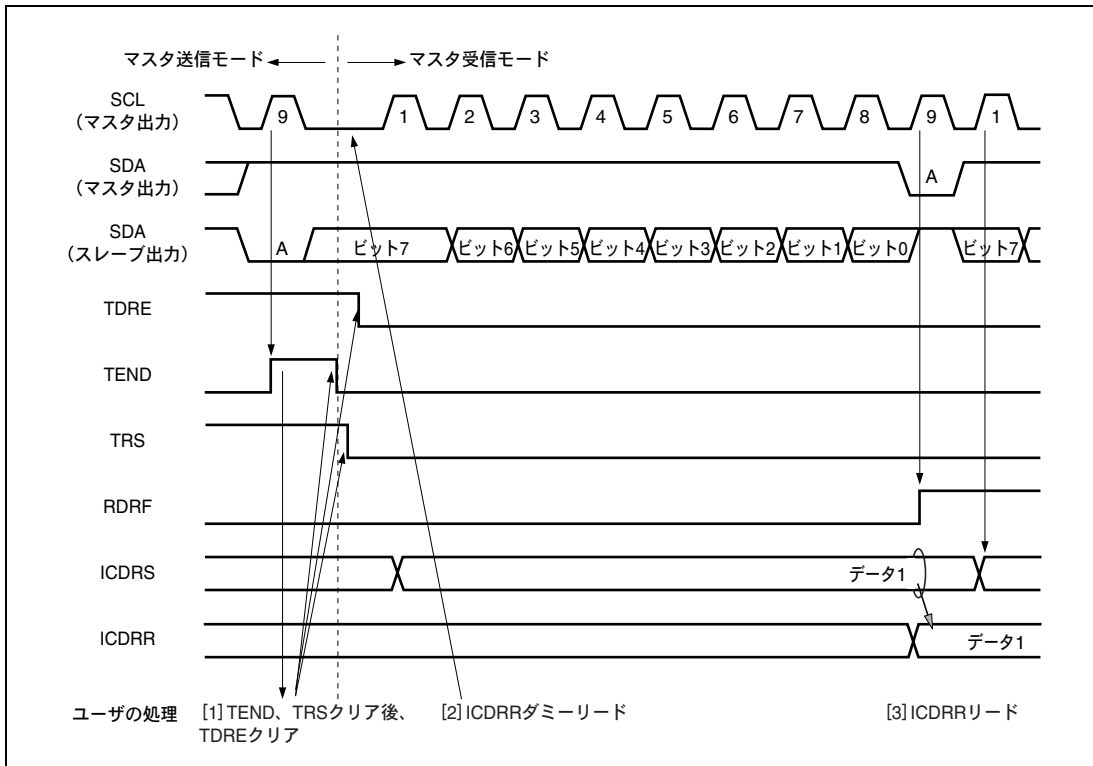 マスタ送信モード マスタ受信モード
SCL
（マスタ出力）
9 1 2 3 4 5 6 7 8 9 1
SDA
（マスタ出力）
A
SDA
（スレーブ出力）
A ビット7 ビット6 ビット5 ビット4 ビット3 ビット2 ビット1 ビット0 ビット7
TDRE
TEND
TRS
RDRF
ICDRS
データ1
ICDRR
データ1
ユーザの処理 [1] TEND、TRSクリア後、 [2] ICDRRダミーリード [3] ICDRRリード
TDREクリア